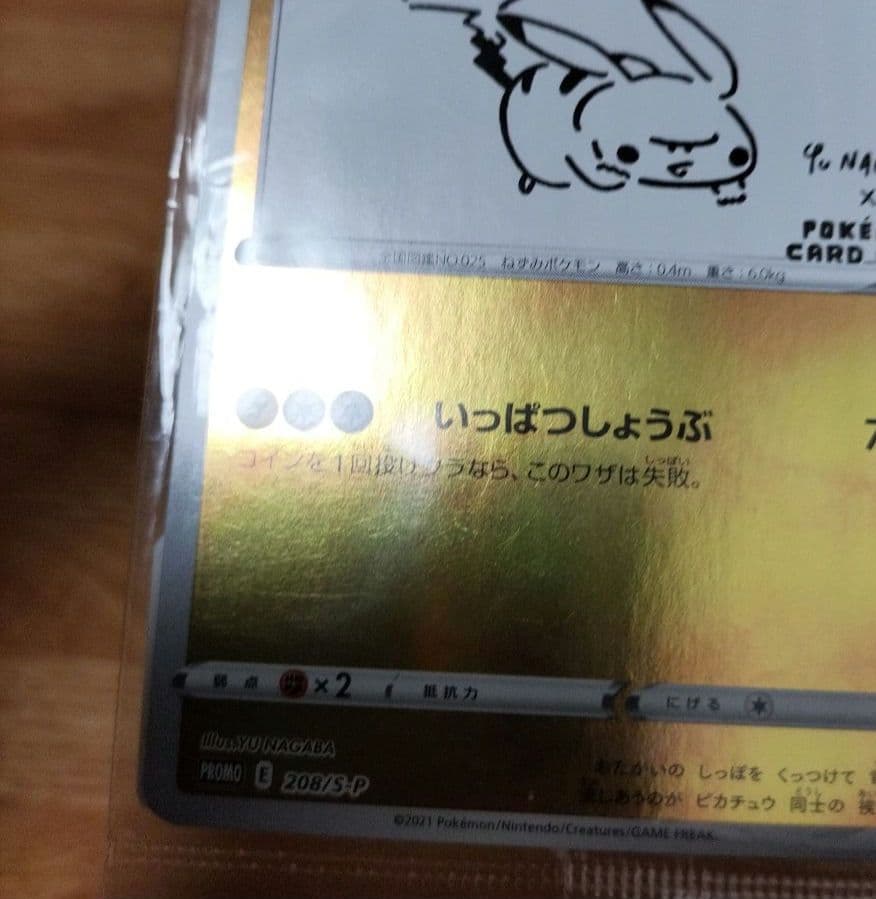 Yu NAGA
×
POKÉ
CARD
全国図鑑NO.025 ねずみポケモン 高さ:0.4m 重さ:6.0kg
いっぱつしょうぶ 7
コインを1回投げウラなら、このワザは失敗。
弱点 ×2 抵抗力 にげる
illus.YU NAGABA
PROMO E 208/S-P
おたがいの しっぽを くっつけて
ピカチュウ 同士の
©2021 Pokémon/Nintendo/Creatures/GAME FREAK.